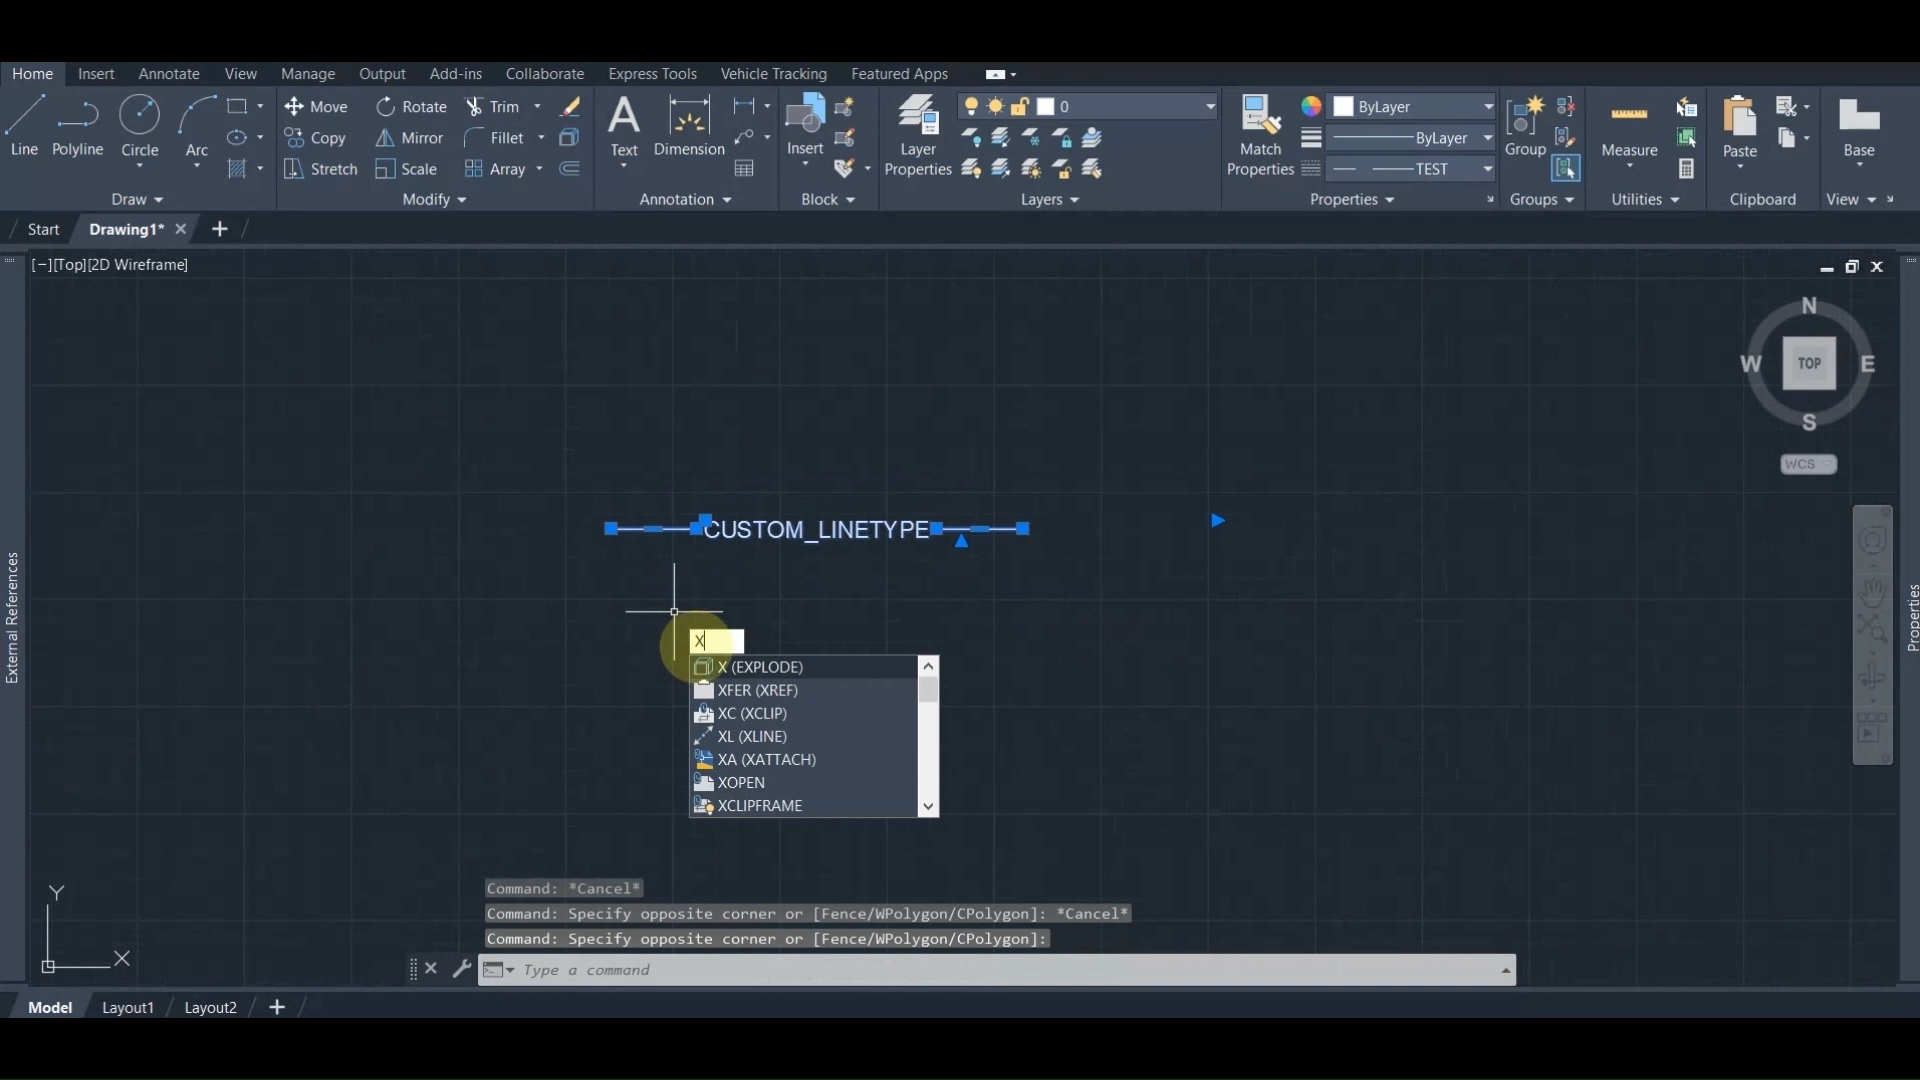 Home Insert Annotate View Manage Output Add-ins Collaborate Express Tools Vehicle Tracking Featured Apps
Move Rotate Trim 0 ByLayer
Copy Mirror Fillet ByLayer
Line Polyline Circle Arc Text Dimension Insert Layer Properties Match Properties Group Measure Paste Base
Stretch Scale Array TEST
Draw Modify Annotation Block Layers Properties Groups Utilities Clipboard View
Start Drawing1* +
[−][Top][2D Wireframe]
N
W TOP E
S
WCS
CUSTOM_LINETYPE
External References
Properties
X
X (EXPLODE)
XFER (XREF)
XC (XCLIP)
XL (XLINE)
XA (XATTACH)
XOPEN
XCLIPFRAME
Command: *Cancel*
Command: Specify opposite corner or [Fence/WPolygon/CPolygon]: *Cancel*
Command: Specify opposite corner or [Fence/WPolygon/CPolygon]:
Y
X
Type a command
Model Layout1 Layout2 +